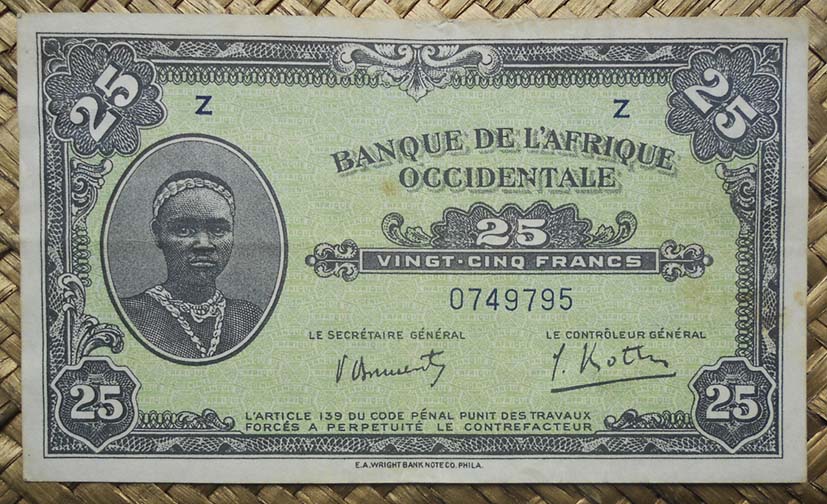 25
25
Z
Z
BANQUE DE L'AFRIQUE
OCCIDENTALE
25
VINGT-CINQ FRANCS
0749795
LE SECRÉTAIRE GÉNÉRAL
LE CONTRÔLEUR GÉNÉRAL
25
25
L'ARTICLE 139 DU CODE PÉNAL PUNIT DES TRAVAUX
FORCÉS A PERPETUITÉ LE CONTREFACTEUR
E.A.WRIGHT BANK NOTE CO. PHILA.